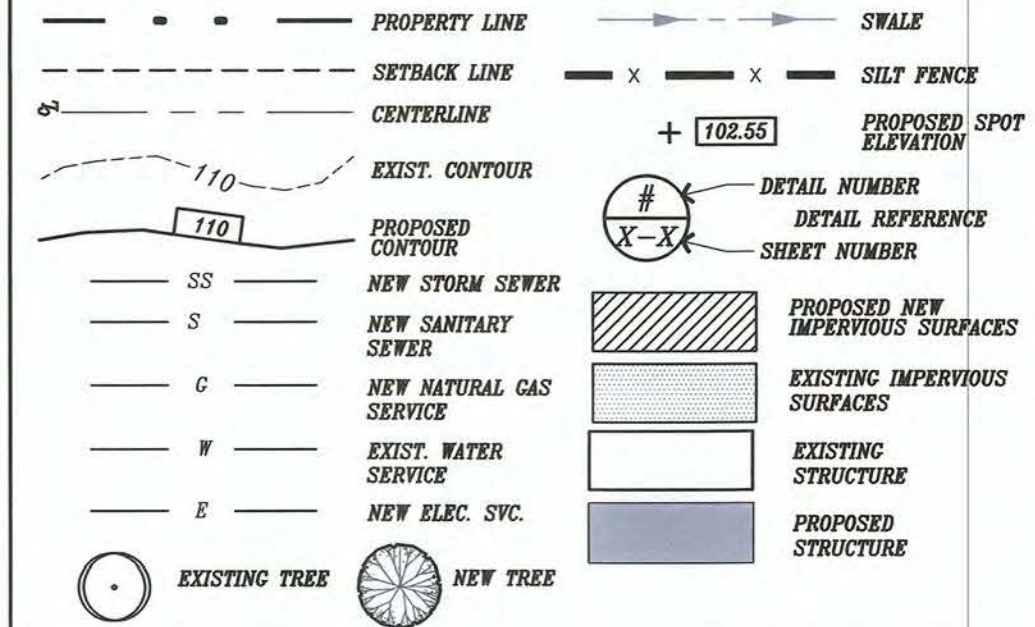 PROPERTY LINE
SETBACK LINE
℄
CENTERLINE
110
EXIST. CONTOUR
110
PROPOSED
CONTOUR
SS
NEW STORM SEWER
S
NEW SANITARY
SEWER
G
NEW NATURAL GAS
SERVICE
W
EXIST. WATER
SERVICE
E
NEW ELEC. SVC.
EXISTING TREE
NEW TREE
SWALE
X X
SILT FENCE
+ 102.55
PROPOSED SPOT
ELEVATION
#
X-X
DETAIL NUMBER
DETAIL REFERENCE
SHEET NUMBER
PROPOSED NEW
IMPERVIOUS SURFACES
EXISTING IMPERVIOUS
SURFACES
EXISTING
STRUCTURE
PROPOSED
STRUCTURE